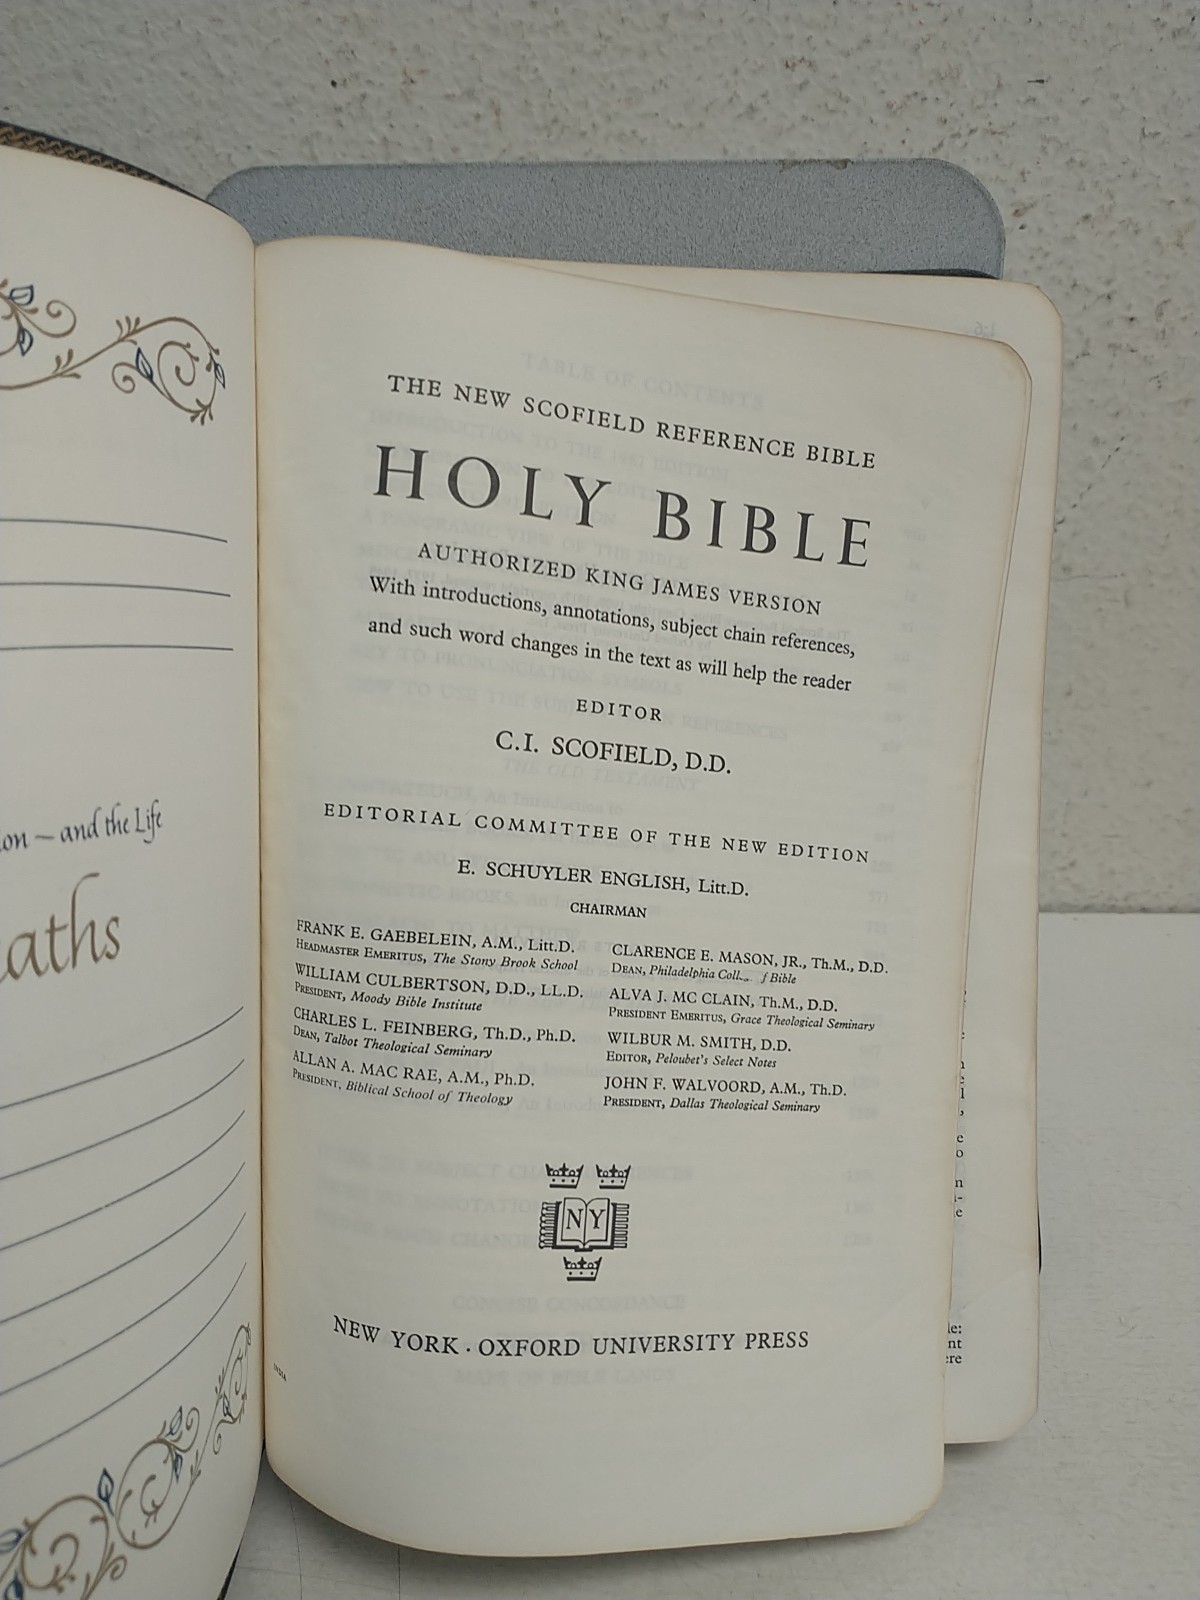 on — and the Life
aths
THE NEW SCOFIELD REFERENCE BIBLE
HOLY BIBLE
AUTHORIZED KING JAMES VERSION
With introductions, annotations, subject chain references,
and such word changes in the text as will help the reader
EDITOR
C.I. SCOFIELD, D.D.
EDITORIAL COMMITTEE OF THE NEW EDITION
E. SCHUYLER ENGLISH, Litt.D.
CHAIRMAN
FRANK E. GAEBELEIN, A.M., Litt.D.
HEADMASTER EMERITUS, The Stony Brook School
WILLIAM CULBERTSON, D.D., LL.D.
PRESIDENT, Moody Bible Institute
CHARLES L. FEINBERG, Th.D., Ph.D.
DEAN, Talbot Theological Seminary
ALLAN A. MAC RAE, A.M., Ph.D.
PRESIDENT, Biblical School of Theology
CLARENCE E. MASON, JR., Th.M., D.D.
DEAN, Philadelphia Coll f Bible
ALVA J. MC CLAIN, Th.M., D.D.
PRESIDENT EMERITUS, Grace Theological Seminary
WILBUR M. SMITH, D.D.
EDITOR, Peloubet's Select Notes
JOHN F. WALVOORD, A.M., Th.D.
PRESIDENT, Dallas Theological Seminary
NY
NEW YORK · OXFORD UNIVERSITY PRESS